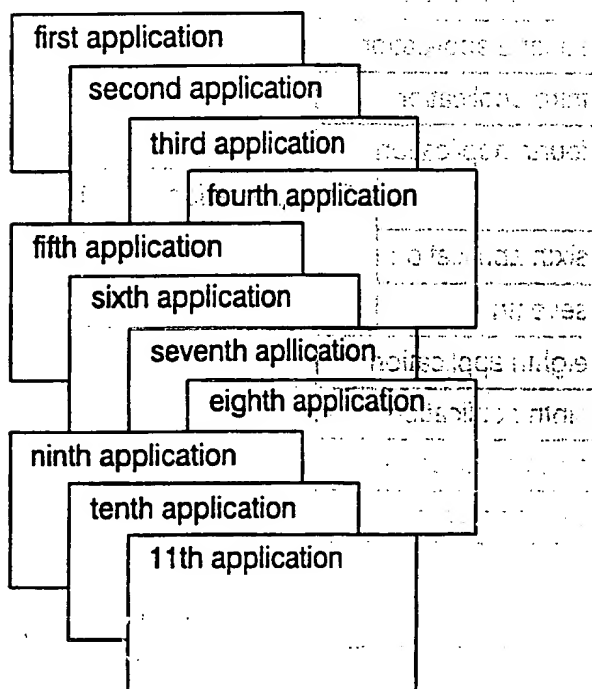 first application
second application
third application
fourth application
fifth application
sixth application
seventh apllication
eighth application
ninth application
tenth application
11th application